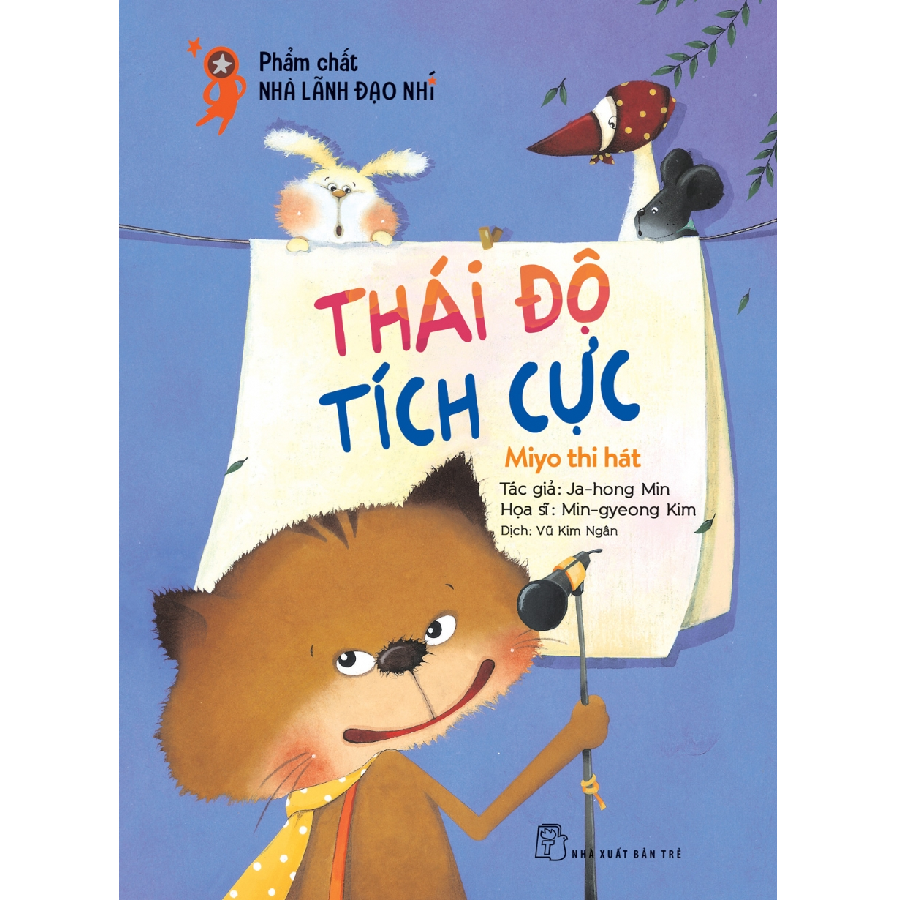 Phẩm chất
NHÀ LÃNH ĐẠO NHÍ
THÁI ĐỘ
TÍCH CỰC
Miyo thi hát
Tác giả: Ja-hong Min
Họa sĩ: Min-gyeong Kim
Dịch: Vũ Kim Ngân
NHÀ XUẤT BẢN TRẺ